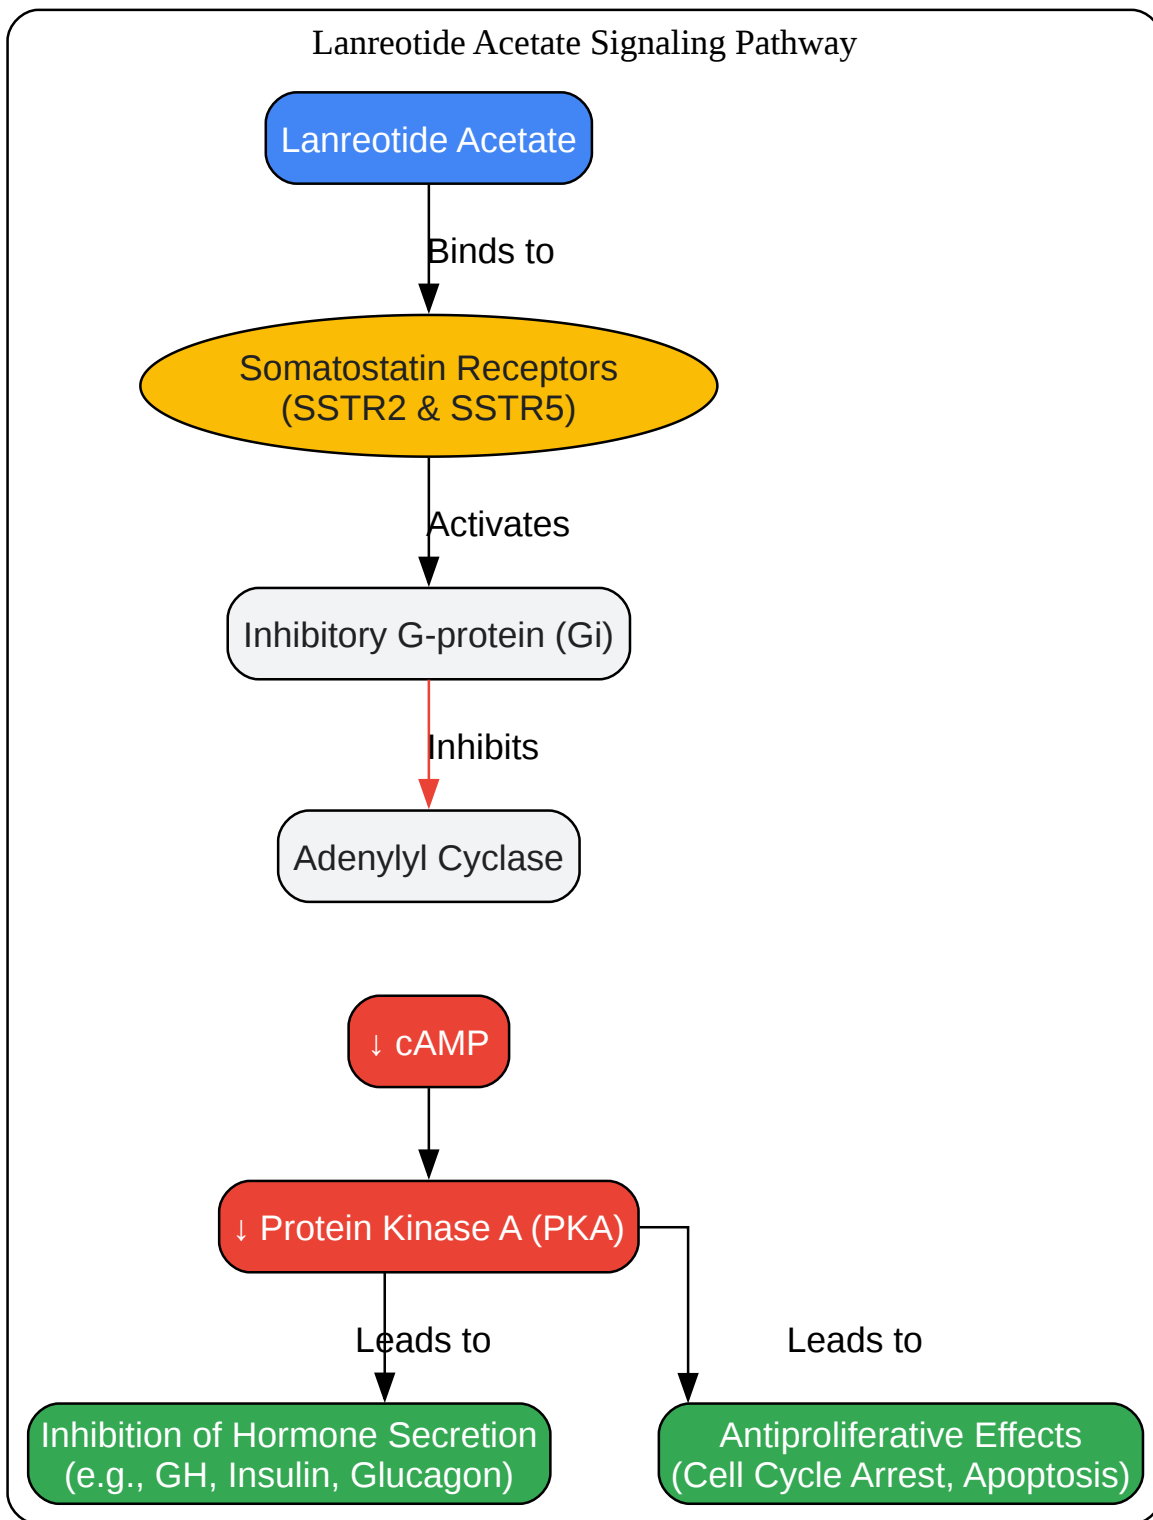 Lanreotide Acetate Signaling Pathway
Lanreotide Acetate
Binds to
Somatostatin Receptors
(SSTR2 & SSTR5)
Activates
Inhibitory G-protein (Gi)
Inhibits
Adenylyl Cyclase
↓ cAMP
↓ Protein Kinase A (PKA)
Leads to
Leads to
Inhibition of Hormone Secretion
(e.g., GH, Insulin, Glucagon)
Antiproliferative Effects
(Cell Cycle Arrest, Apoptosis)